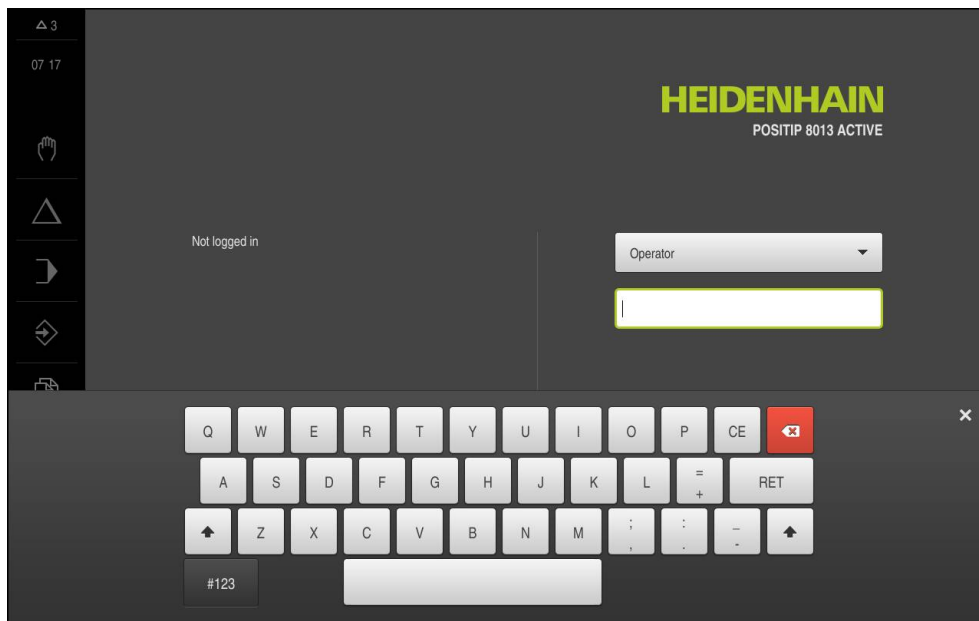 △ 3
07 17
HEIDENHAIN
POSITIP 8013 ACTIVE
Not logged in
Operator
Q W E R T Y U I O P CE
A S D F G H J K L = + RET
Z X C V B N M ; , : . _ -
#123